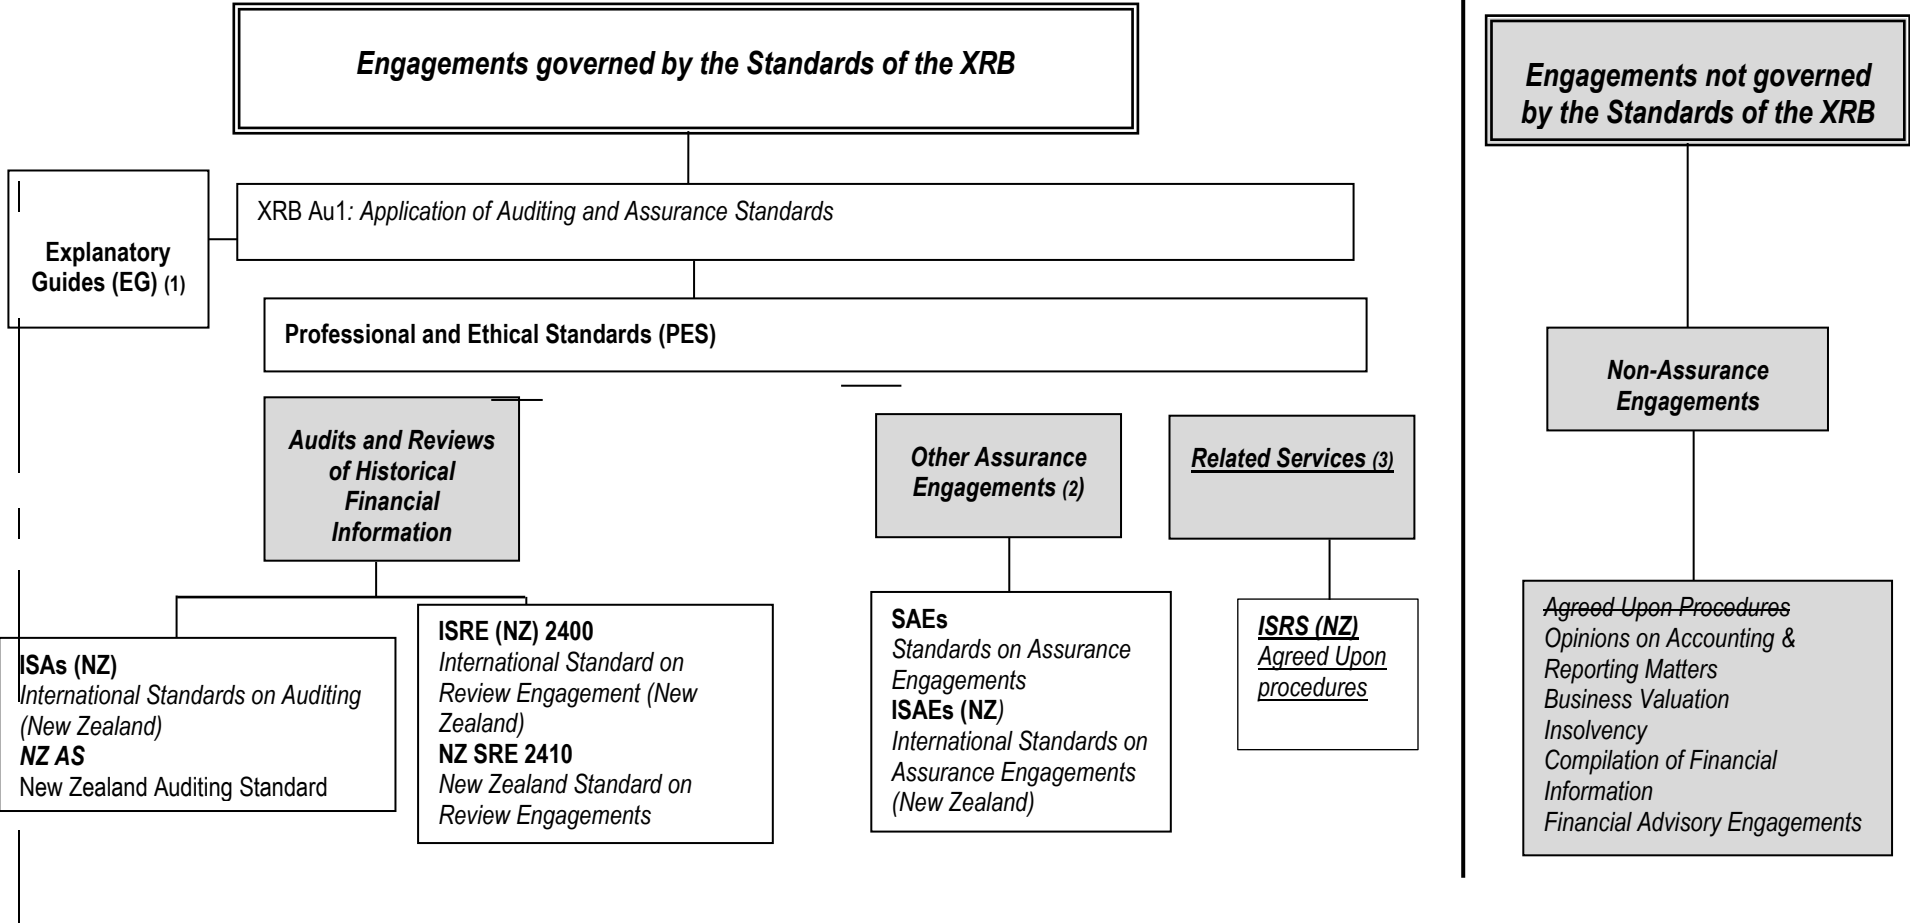 Engagements governed by the Standards of the XRB
Engagements not governed
by the Standards of the XRB
Explanatory
Guides (EG) (1)
XRB Au1: Application of Auditing and Assurance Standards
Professional and Ethical Standards (PES)
Audits and Reviews
of Historical
Financial
Information
Other Assurance
Engagements (2)
Related Services (3)
Non-Assurance
Engagements
ISAs (NZ)
International Standards on Auditing
(New Zealand)
NZ AS
New Zealand Auditing Standard
ISRE (NZ) 2400
International Standard on
Review Engagement (New
Zealand)
NZ SRE 2410
New Zealand Standard on
Review Engagements
SAEs
Standards on Assurance
Engagements
ISAEs (NZ)
International Standards on
Assurance Engagements
(New Zealand)
ISRS (NZ)
Agreed Upon
procedures
Agreed Upon Procedures
Opinions on Accounting &
Reporting Matters
Business Valuation
Insolvency
Compilation of Financial
Information
Financial Advisory Engagements